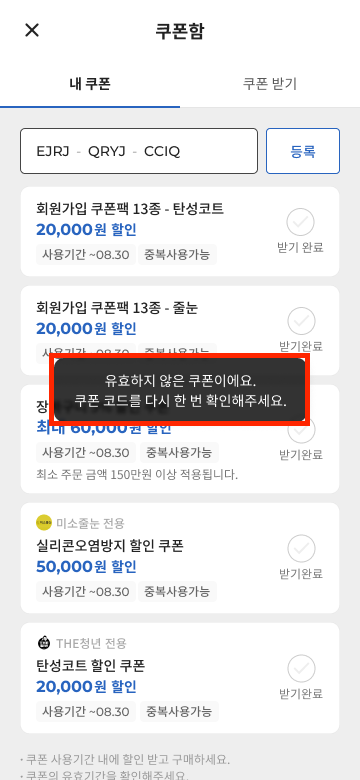 쿠폰함
내 쿠폰
쿠폰 받기
EJRJ - QRYJ - CCIQ
등록
회원가입 쿠폰팩 13종 - 탄성코트
20,000원 할인
사용기간 ~08.30 중복사용가능
받기 완료
회원가입 쿠폰팩 13종 - 줄눈
20,000원 할인
사용기간 ~08.30 중복사용가능
받기완료
유효하지 않은 쿠폰이에요.
쿠폰 코드를 다시 한 번 확인해주세요.
최대 60,000원 할인
사용기간 ~08.30 중복사용가능
받기완료
최소 주문 금액 150만원 이상 적용됩니다.
미소줄눈 전용
실리콘오염방지 할인 쿠폰
50,000원 할인
사용기간 ~08.30 중복사용가능
받기완료
THE청년 전용
탄성코트 할인 쿠폰
20,000원 할인
사용기간 ~08.30 중복사용가능
받기완료
• 쿠폰 사용기간 내에 할인 받고 구매하세요.
• 쿠폰의 유효기간을 확인해주세요.